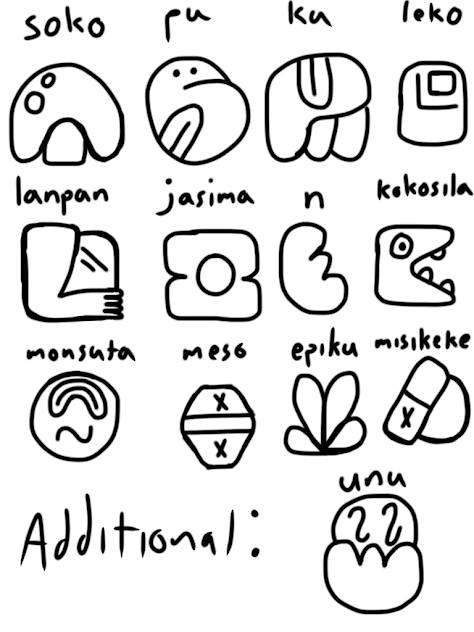 soko pu ku leko
lanpan jasima n kokosila
monsuta meso epiku misikeke
unu
Additional: